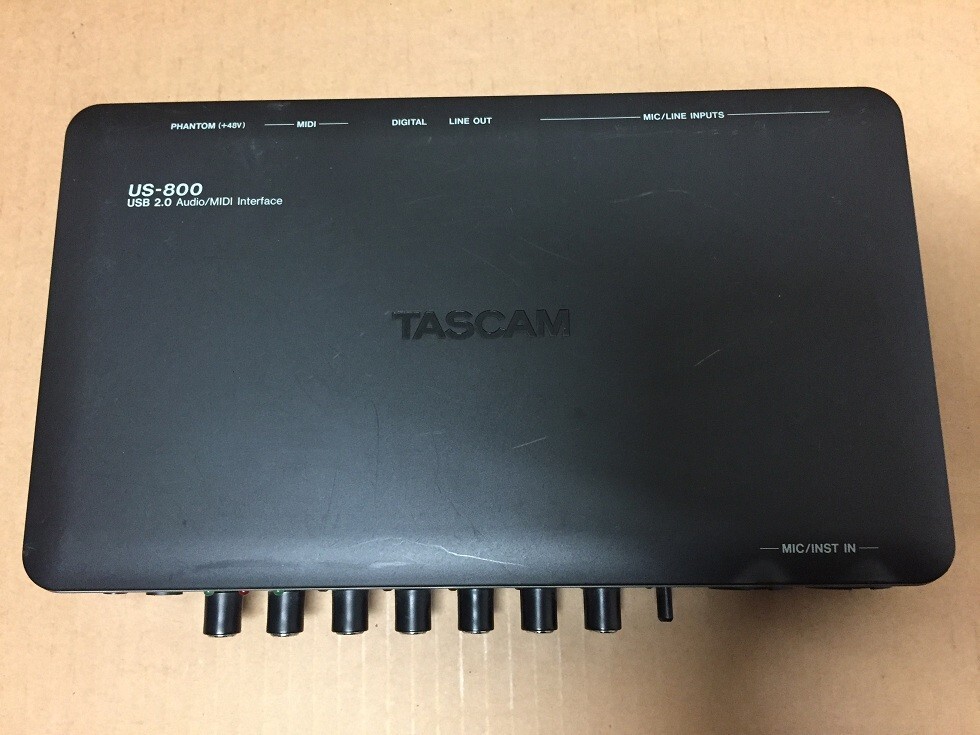 PHANTOM (+48V) MIDI DIGITAL LINE OUT MIC/LINE INPUTS
US-800
USB 2.0 Audio/MIDI Interface
TASCAM
MIC/INST IN